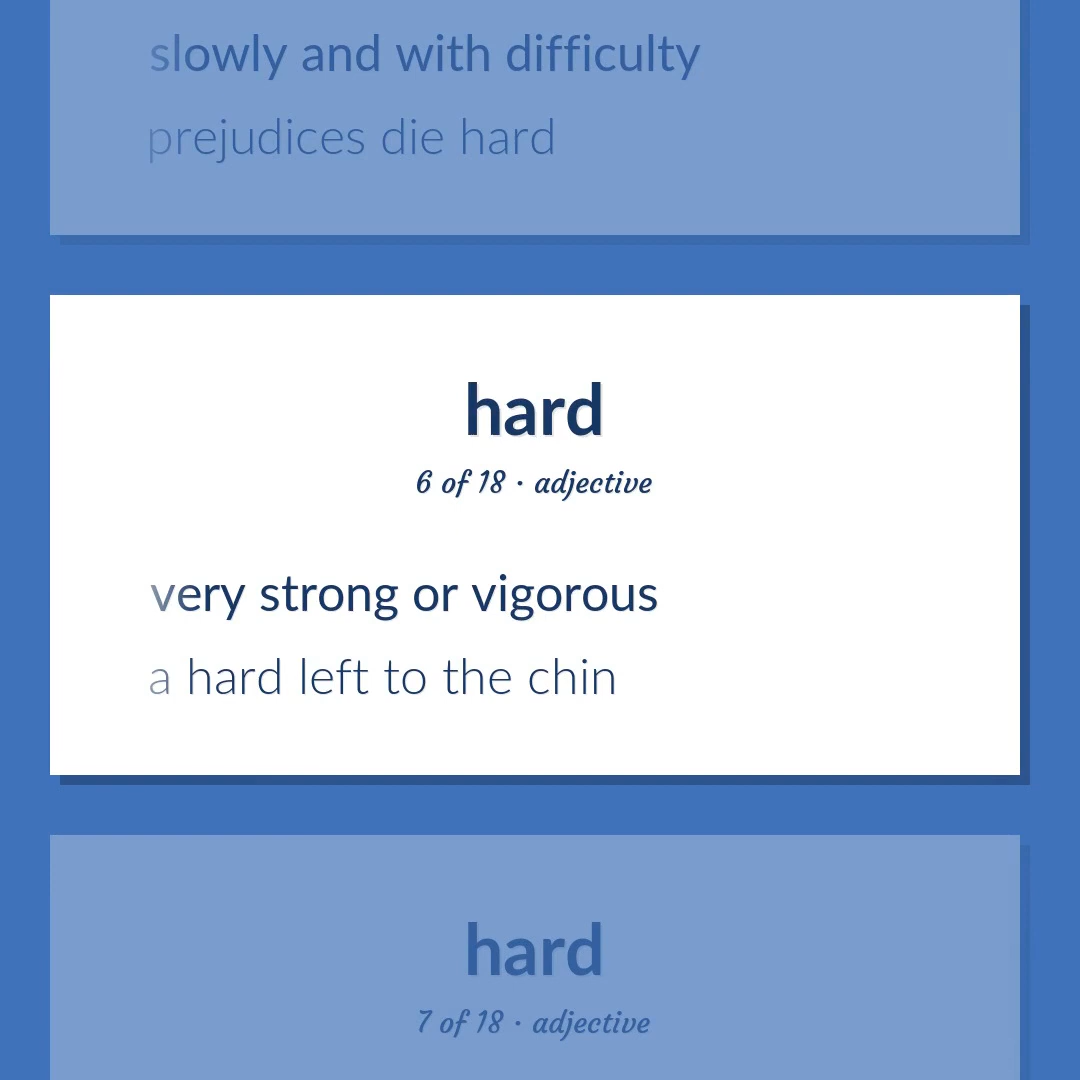 slowly and with difficulty
prejudices die hard
hard
6 of 18 · adjective
very strong or vigorous
a hard left to the chin
hard
7 of 18 · adjective